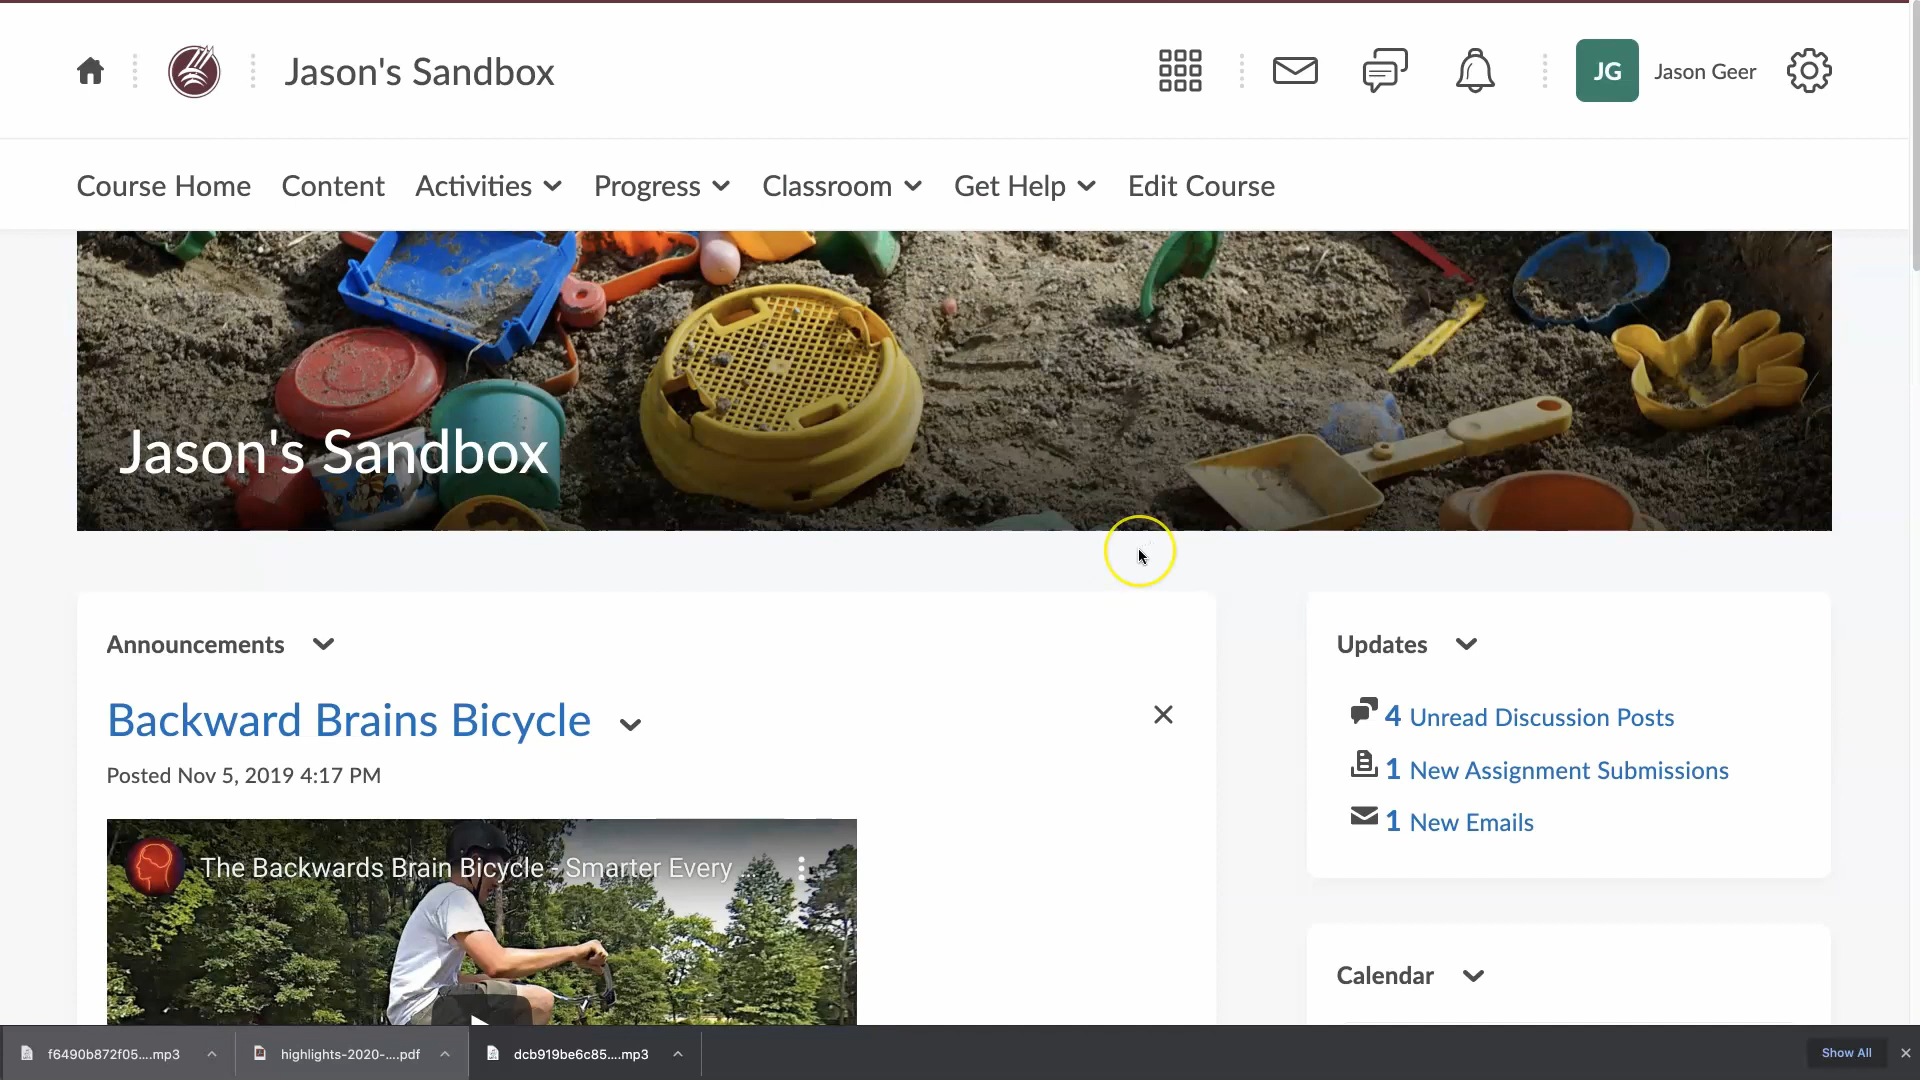 Jason's Sandbox
JG Jason Geer
Course Home Content Activities Progress Classroom Get Help Edit Course
Jason's Sandbox
Announcements
Backward Brains Bicycle
Posted Nov 5, 2019 4:17 PM
The Backwards Brain Bicycle - Smarter Every ...
Updates
4 Unread Discussion Posts
1 New Assignment Submissions
1 New Emails
Calendar
f6490b872f05....mp3 highlights-2020-....pdf dcb919be6c85....mp3 Show All